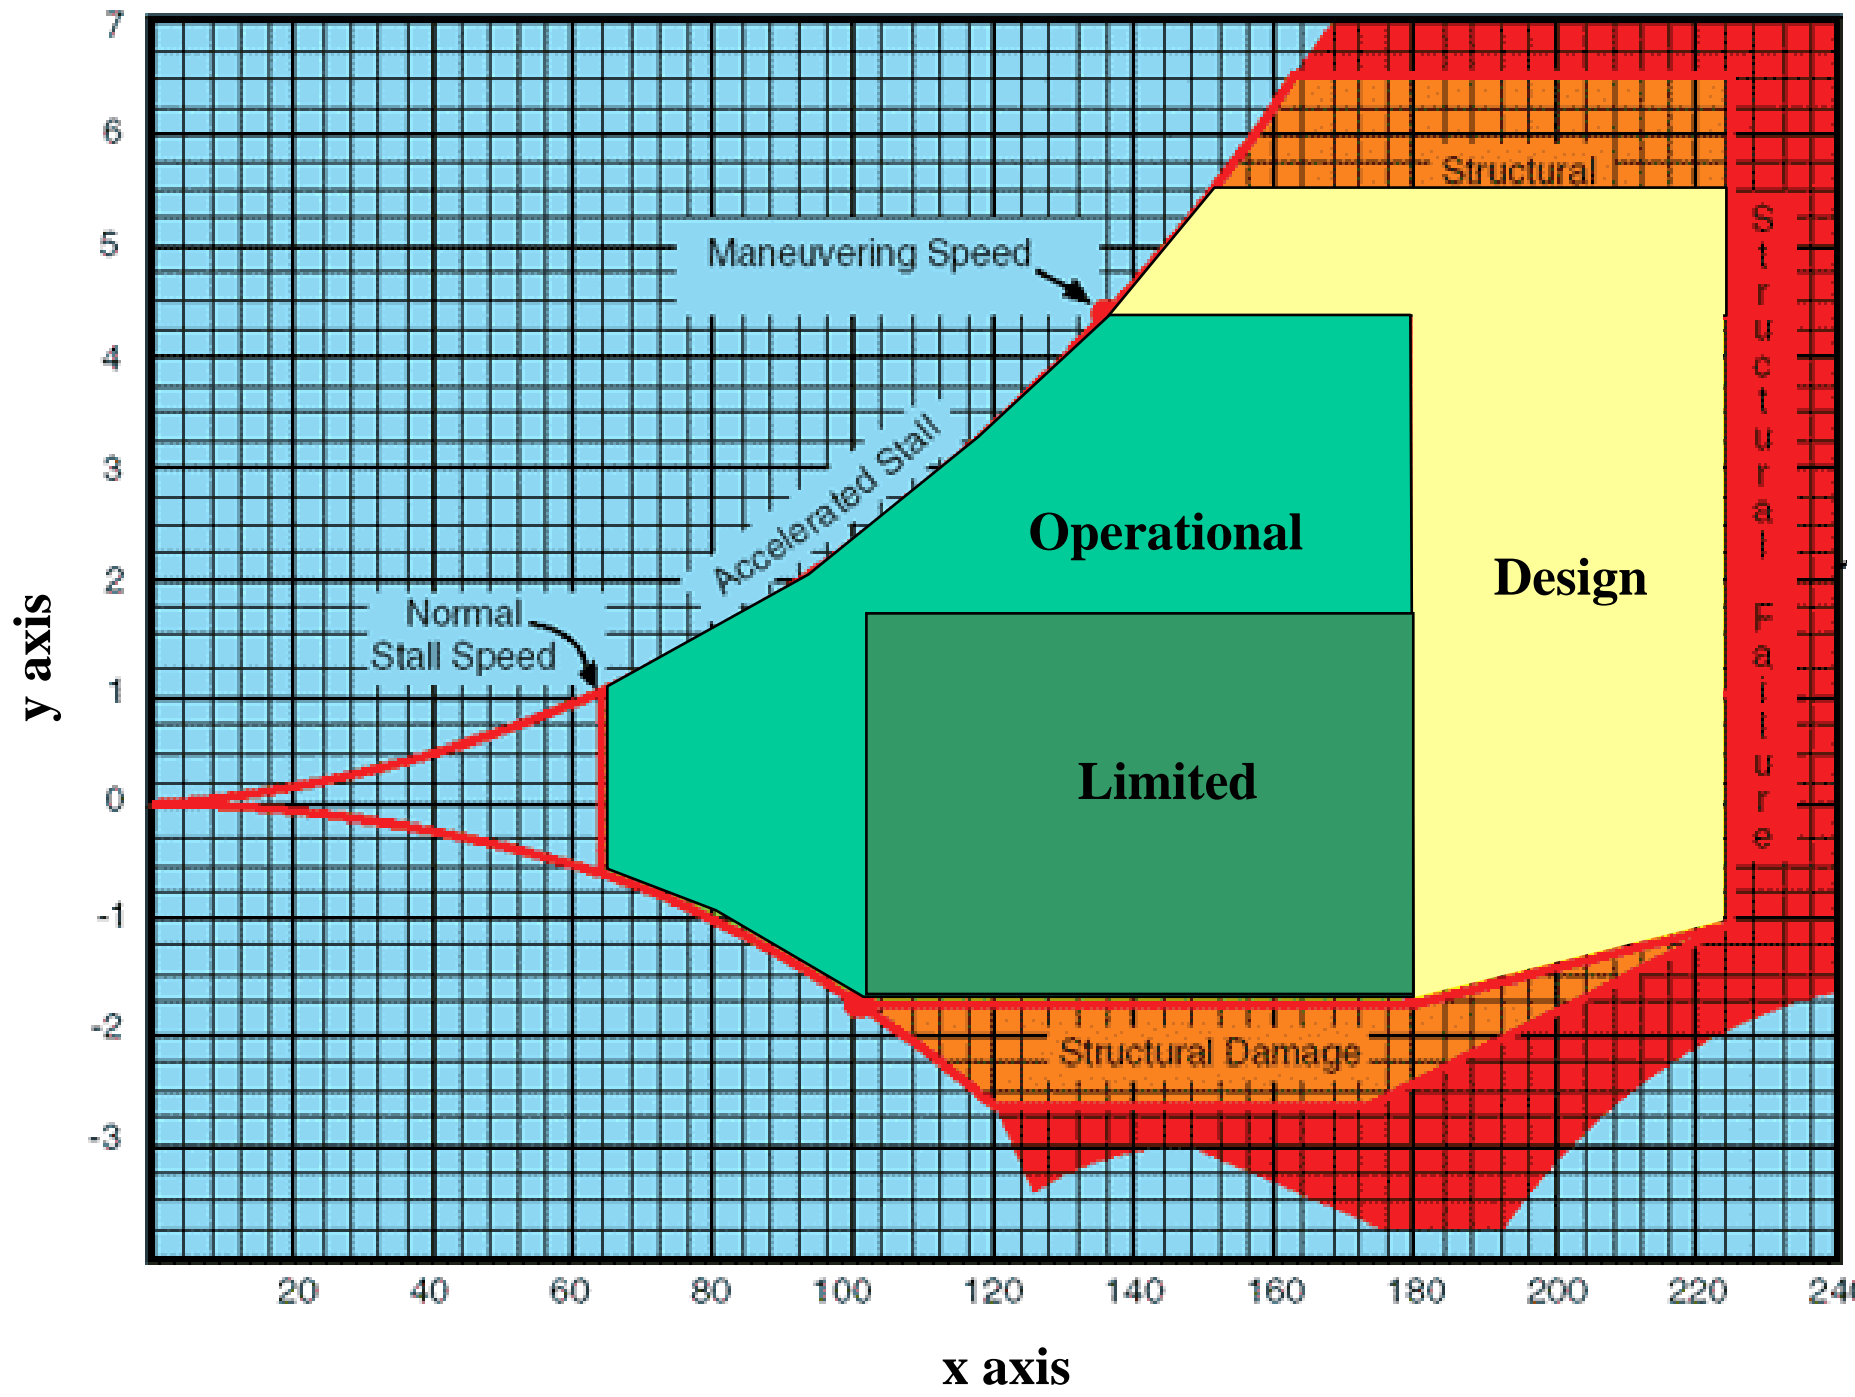 7
6
Structural
5
Maneuvering Speed
4
Accelerated Stall
3
Operational
2
Design
Normal
Stall Speed
1
y axis
Limited
0
Structural Failure
-1
-2
Structural Damage
-3
20 40 60 80 100 120 140 160 180 200 220 24
x axis